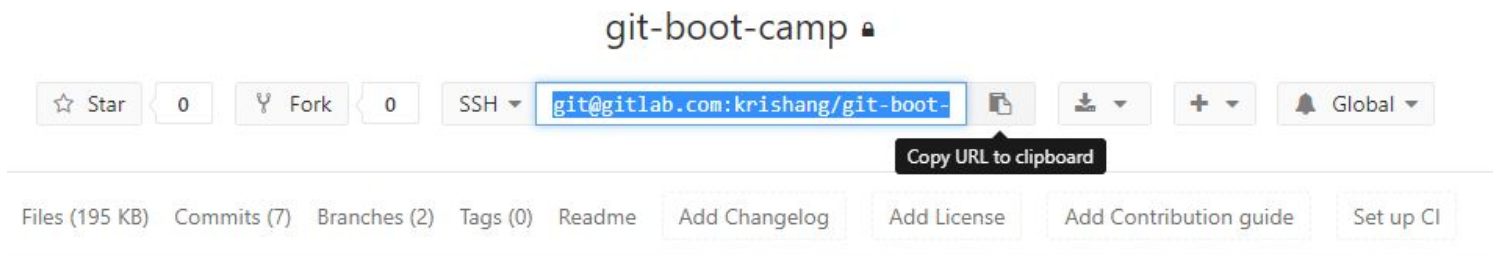 git-boot-camp
Star 0 Fork 0 SSH git@gitlab.com:krishang/git-boot- Global
Copy URL to clipboard
Files (195 KB) Commits (7) Branches (2) Tags (0) Readme Add Changelog Add License Add Contribution guide Set up CI